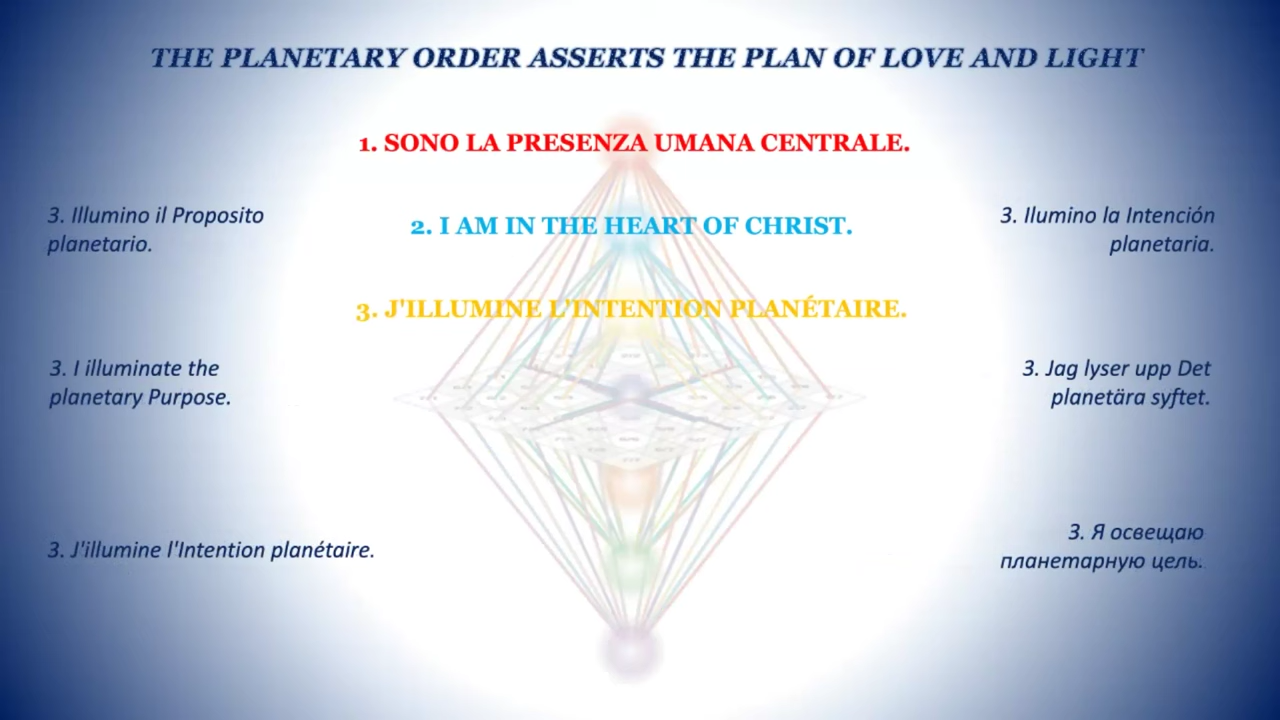 THE PLANETARY ORDER ASSERTS THE PLAN OF LOVE AND LIGHT
1. SONO LA PRESENZA UMANA CENTRALE.
2. I AM IN THE HEART OF CHRIST.
3. J'ILLUMINE L'INTENTION PLANÉTAIRE.
3. Illumino il Proposito
planetario.
3. I illuminate the
planetary Purpose.
3. J'illumine l'Intention planétaire.
3. Ilumino la Intención
planetaria.
3. Jag lyser upp Det
planetära syftet.
3. Я освещаю
планетарную цель.